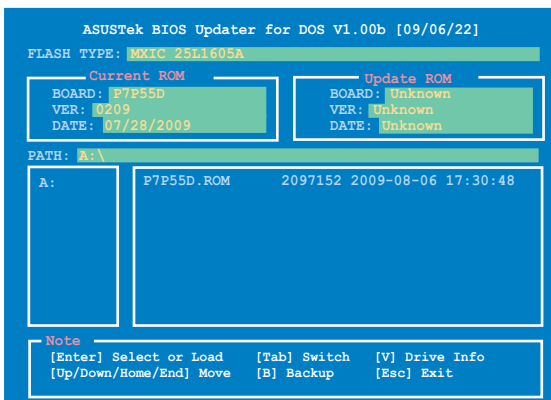 ASUSTek BIOS Updater for DOS V1.00b [09/06/22]
FLASH TYPE: MXIC 25L1605A
Current ROM
BOARD: P7P55D
VER: 0209
DATE: 07/28/2009
Update ROM
BOARD: Unknown
VER: Unknown
DATE: Unknown
PATH: A:\
A:
P7P55D.ROM 2097152 2009-08-06 17:30:48
Note
[Enter] Select or Load [Tab] Switch [V] Drive Info
[Up/Down/Home/End] Move [B] Backup [Esc] Exit